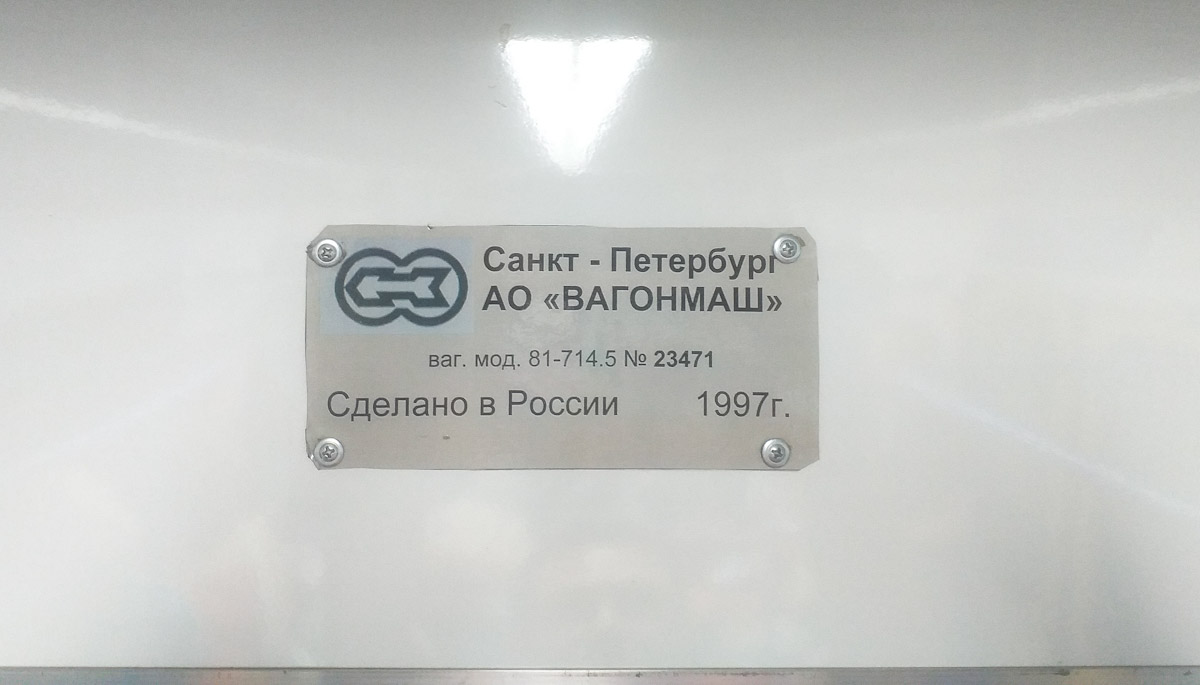 Санкт - Петербург
АО «ВАГОНМАШ»
ваг. мод. 81-714.5 № 23471
Сделано в России 1997г.